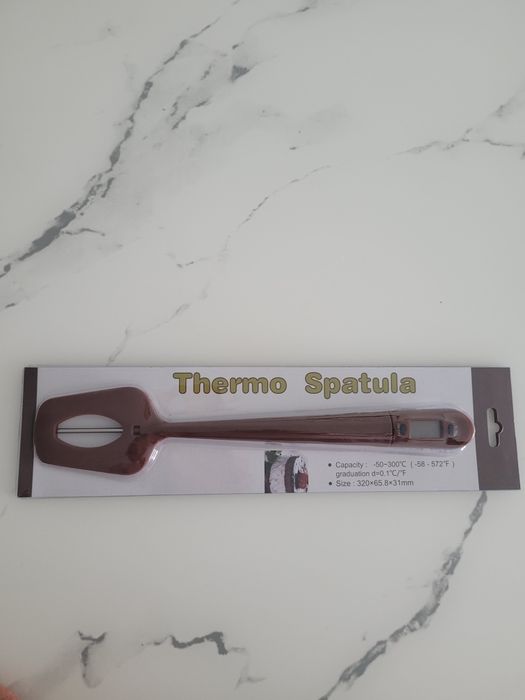 Thermo Spatula
• Capacity : -50~300℃ ( -58 - 572℉ )
graduation d=0.1℃/℉
• Size : 320×65.8×31mm